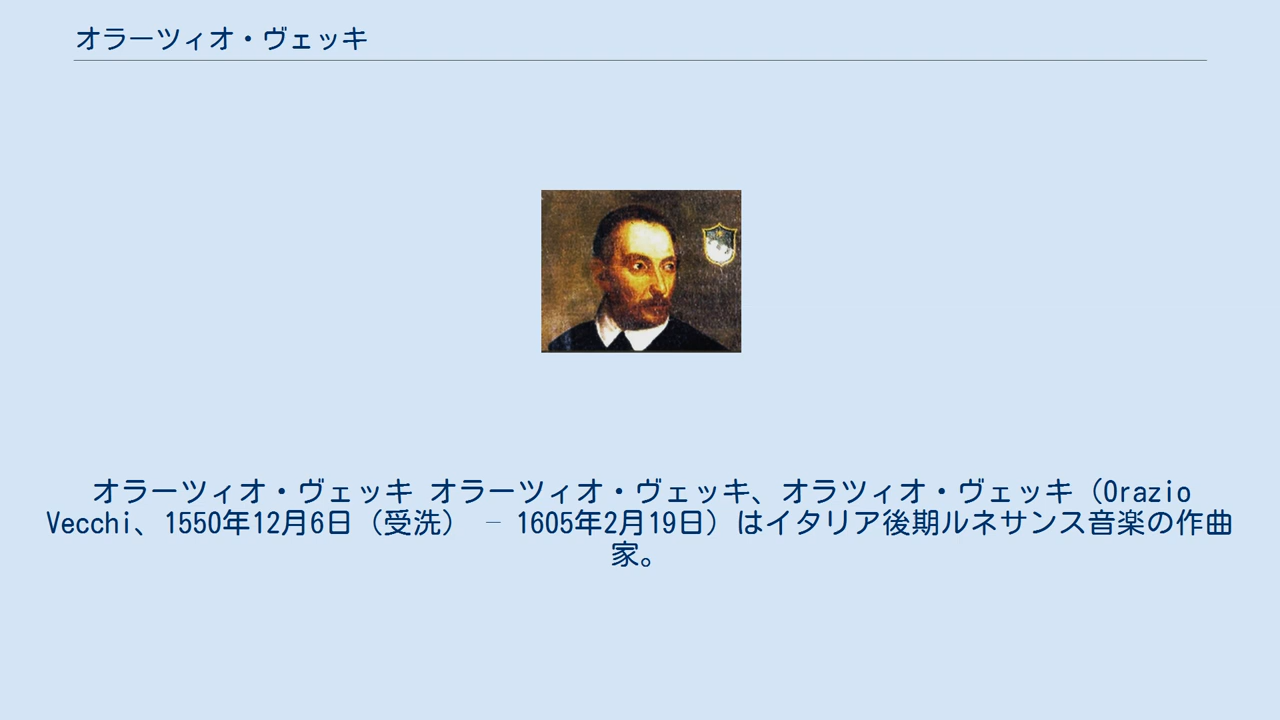 オラーツィオ・ヴェッキ
オラーツィオ・ヴェッキ オラーツィオ・ヴェッキ、オラツィオ・ヴェッキ（Orazio
Vecchi、1550年12月6日（受洗） – 1605年2月19日）はイタリア後期ルネサンス音楽の作曲
家。